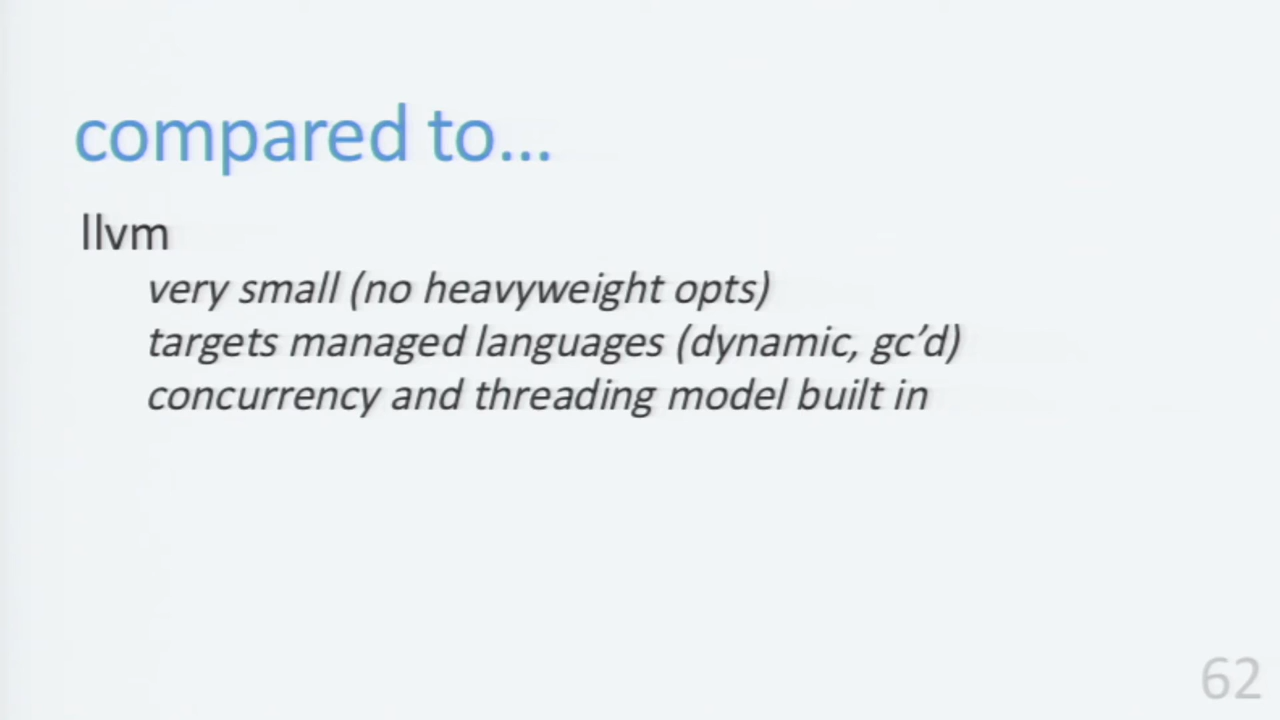 compared to...
llvm
very small (no heavyweight opts)
targets managed languages (dynamic, gc’d)
concurrency and threading model built in
62